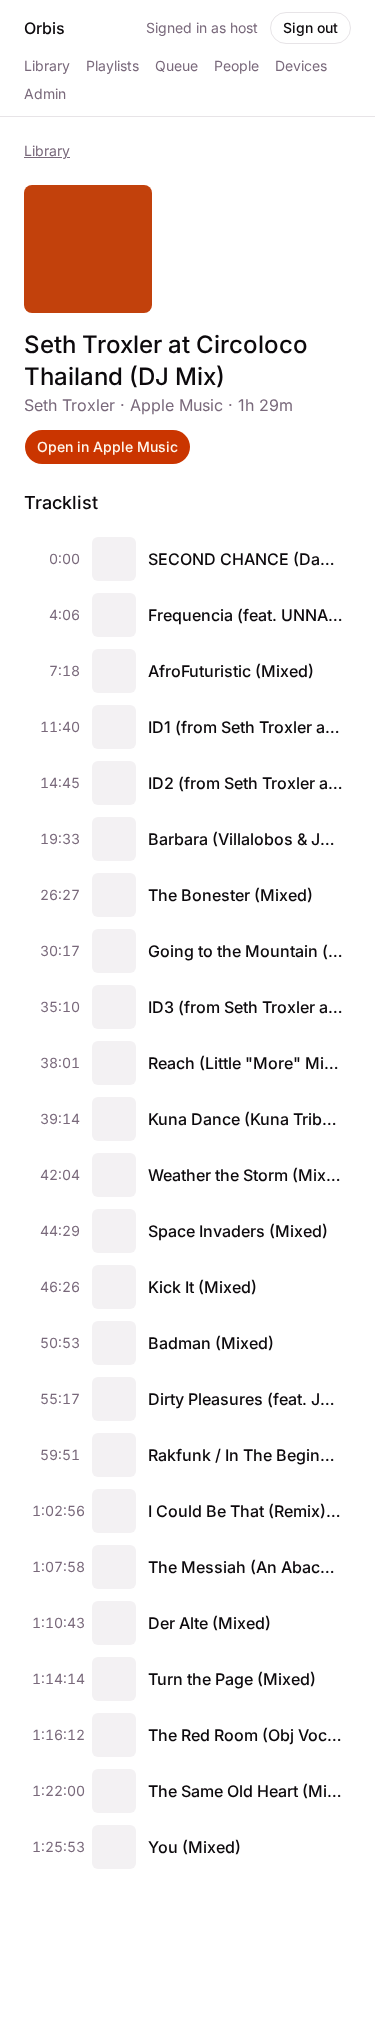 Orbis
Signed in as host
Sign out
Library
Playlists
Queue
People
Devices
Admin
Library
Seth Troxler at Circoloco
Thailand (DJ Mix)
Seth Troxler · Apple Music · 1h 29m
Open in Apple Music
Tracklist
0:00 SECOND CHANCE (Da...
4:06 Frequencia (feat. UNNA...
7:18 AfroFuturistic (Mixed)
11:40 ID1 (from Seth Troxler a...
14:45 ID2 (from Seth Troxler a...
19:33 Barbara (Villalobos & J...
26:27 The Bonester (Mixed)
30:17 Going to the Mountain (...
35:10 ID3 (from Seth Troxler a...
38:01 Reach (Little "More" Mi...
39:14 Kuna Dance (Kuna Trib...
42:04 Weather the Storm (Mix...
44:29 Space Invaders (Mixed)
46:26 Kick It (Mixed)
50:53 Badman (Mixed)
55:17 Dirty Pleasures (feat. J...
59:51 Rakfunk / In The Begin...
1:02:56 I Could Be That (Remix)...
1:07:58 The Messiah (An Abac...
1:10:43 Der Alte (Mixed)
1:14:14 Turn the Page (Mixed)
1:16:12 The Red Room (Obj Voc...
1:22:00 The Same Old Heart (Mi...
1:25:53 You (Mixed)